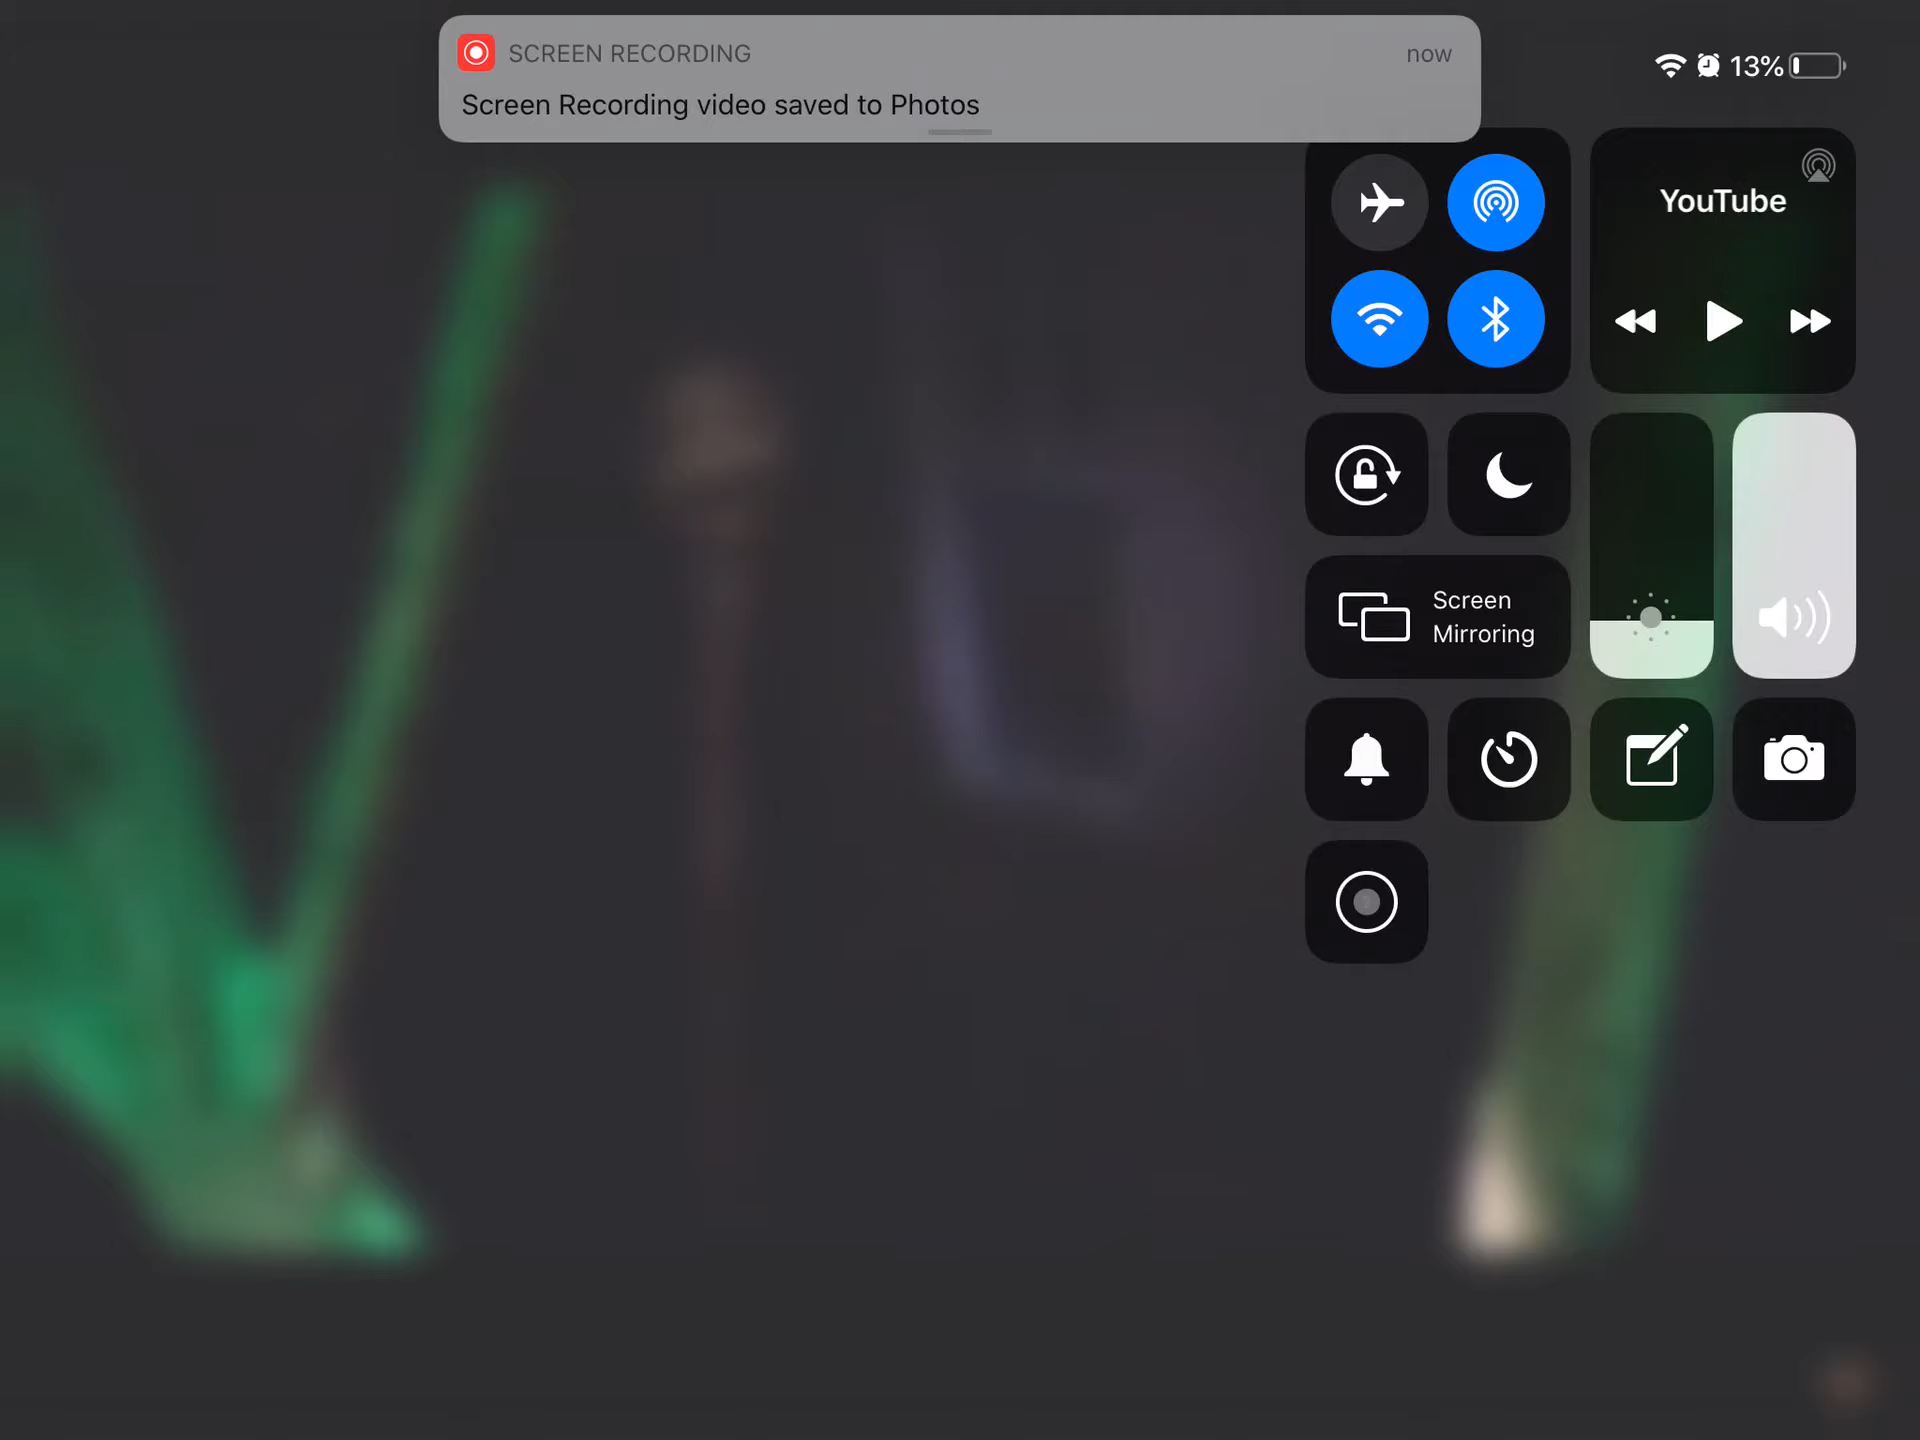 SCREEN RECORDING
now
Screen Recording video saved to Photos
13%
YouTube
Screen
Mirroring